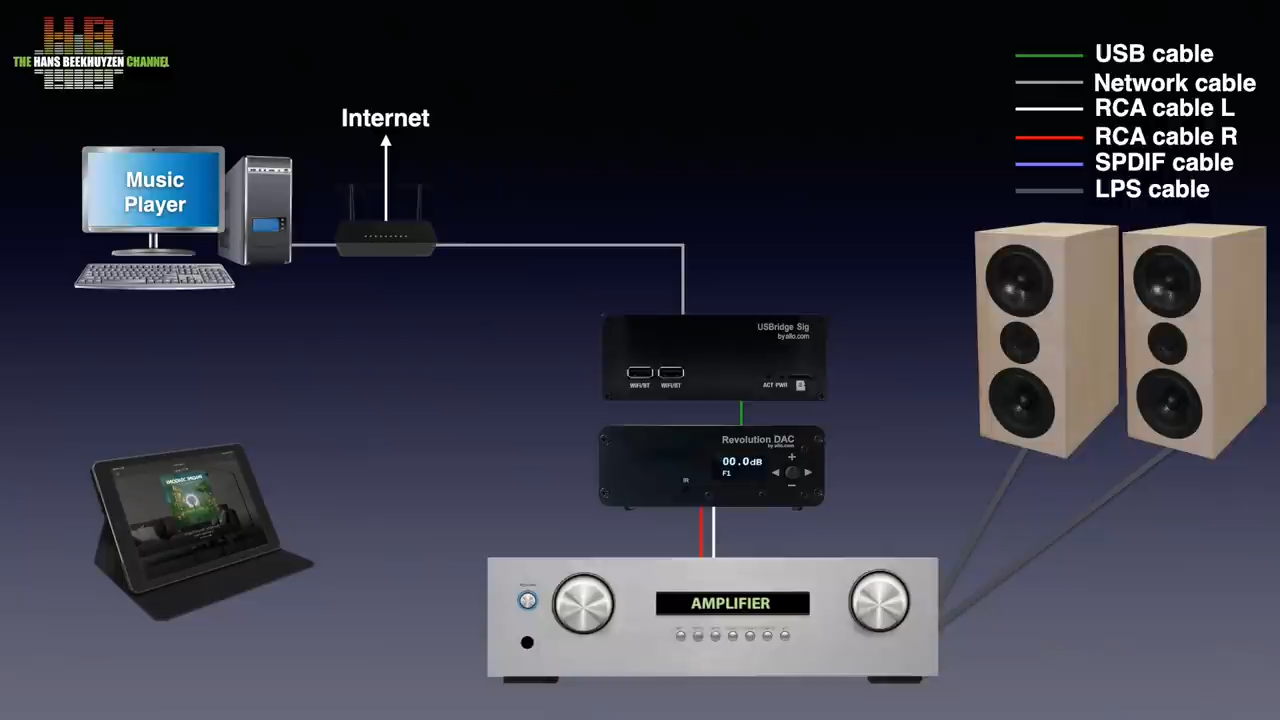 THE HANS BEEKHUYZEN CHANNEL
USB cable
Network cable
RCA cable L
RCA cable R
SPDIF cable
LPS cable
Internet
Music
Player
USBridge Sig
by allo.com
WIFI/BT WIFI/BT
ACT PWR
Revolution DAC
by allo.com
00.0dB
F1
IR
AMPLIFIER